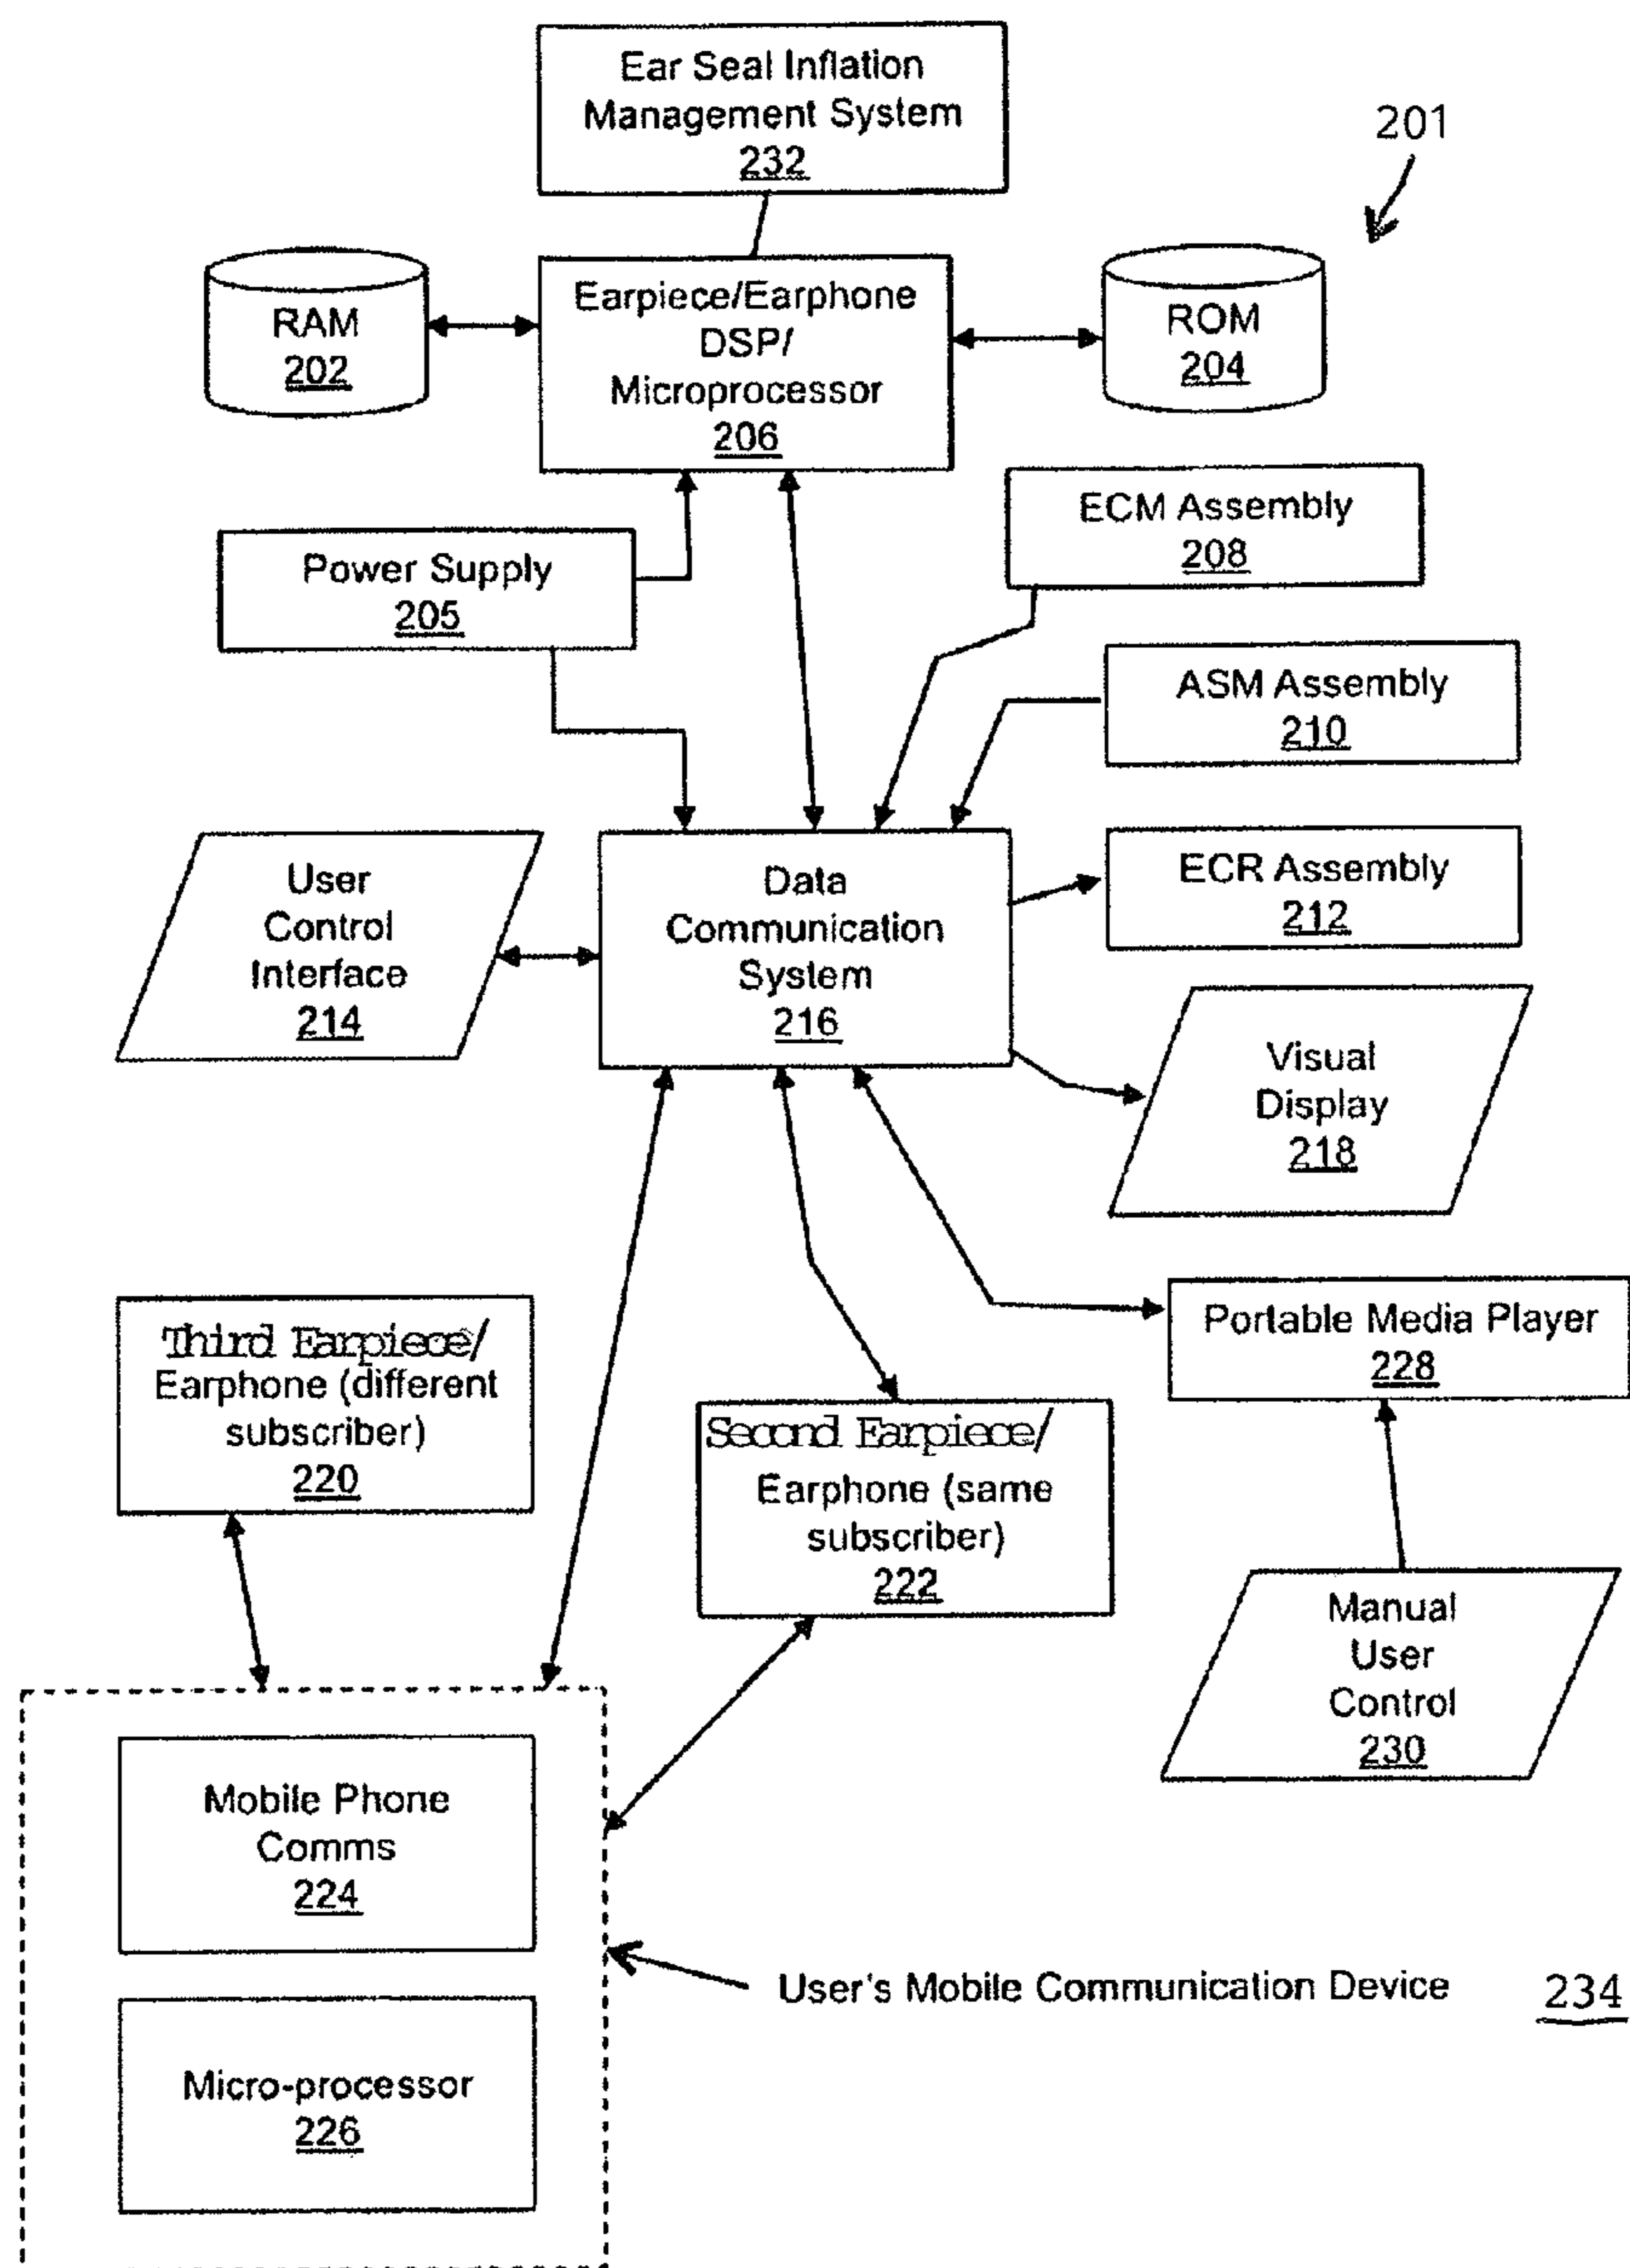 Ear Seal Inflation
Management System
232
201
RAM
202
Earpiece/Earphone
DSP/
Microprocessor
206
ROM
204
ECM Assembly
208
Power Supply
205
ASM Assembly
210
User
Control
Interface
214
Data
Communication
System
216
ECR Assembly
212
Visual
Display
218
Third Earpiece/
Earphone (different
subscriber)
220
Second Earpiece/
Earphone (same
subscriber)
222
Portable Media Player
228
Manual
User
Control
230
Mobile Phone
Comms
224
User's Mobile Communication Device 234
Micro-processor
226